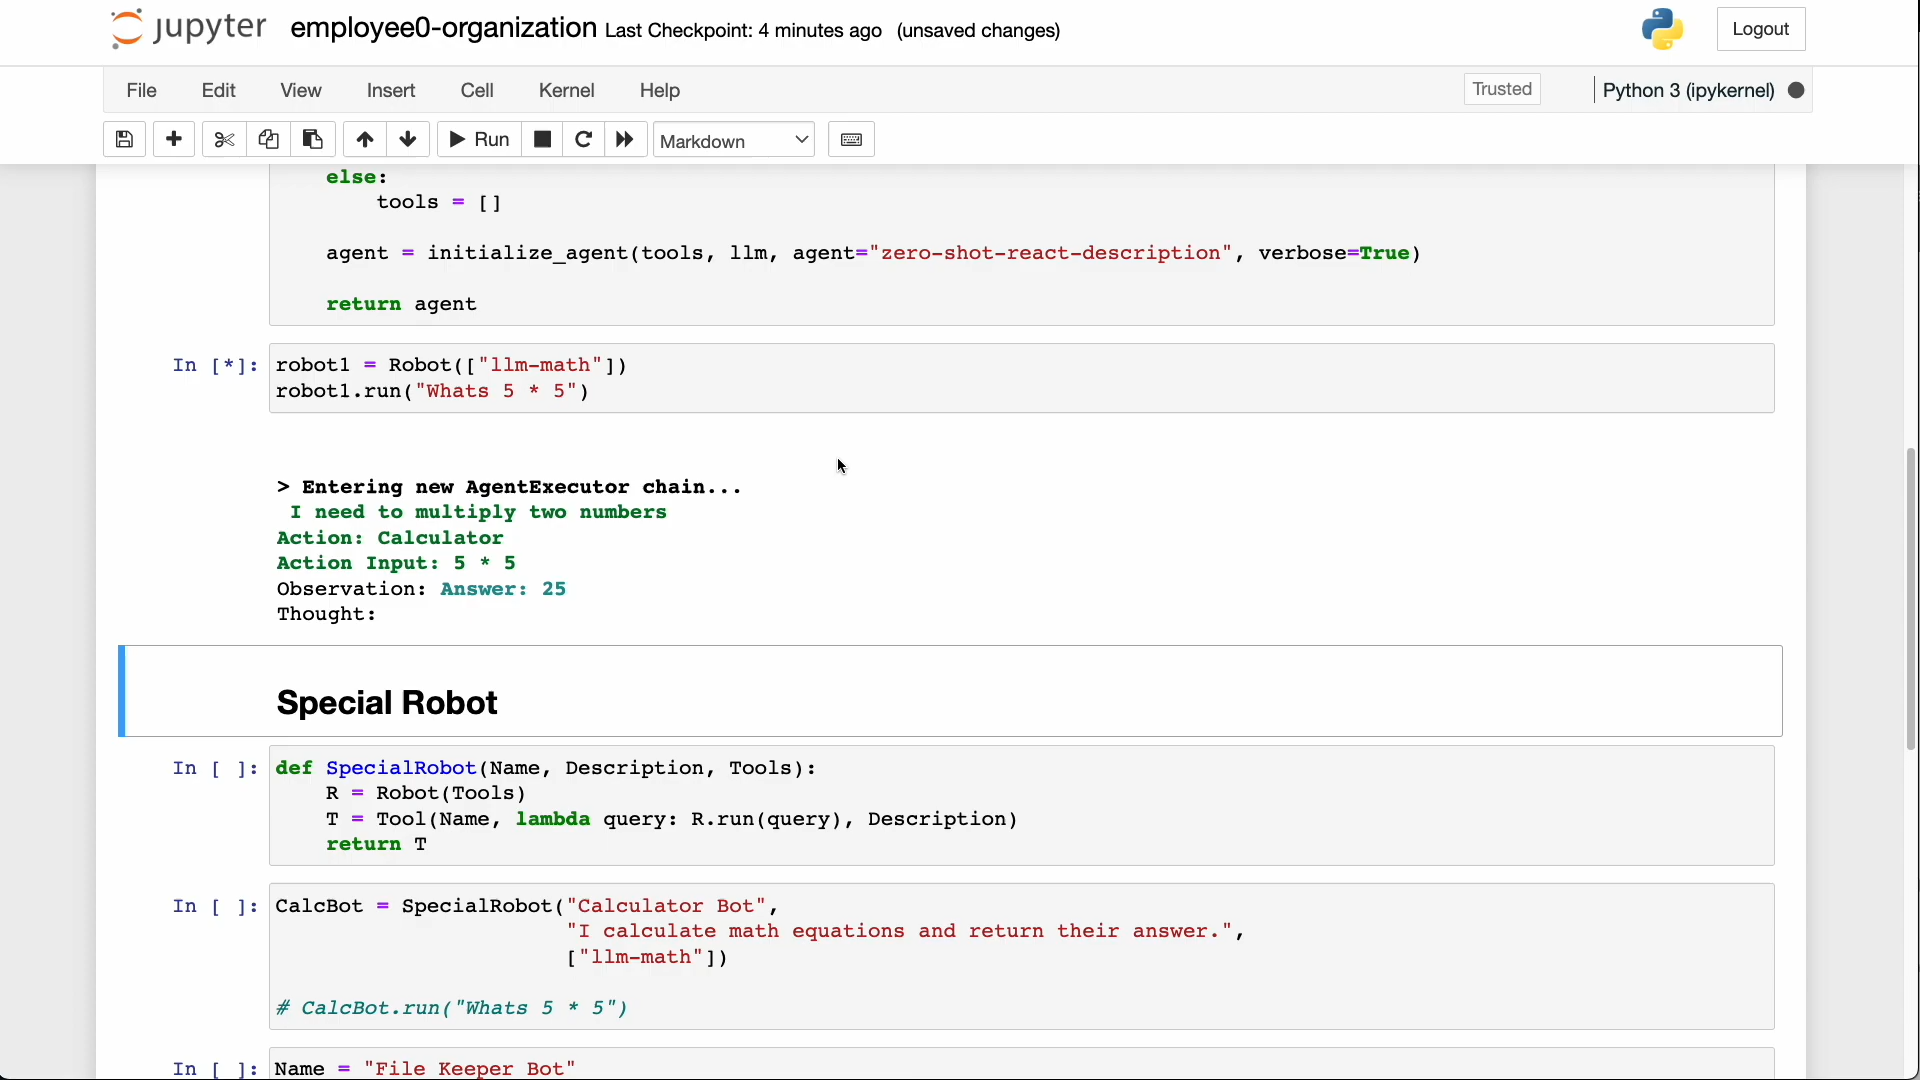 jupyter employee0-organization Last Checkpoint: 4 minutes ago (unsaved changes) Logout
File Edit View Insert Cell Kernel Help Trusted Python 3 (ipykernel)
Run Markdown
else:
tools = []
agent = initialize_agent(tools, llm, agent="zero-shot-react-description", verbose=True)
return agent
In [*]: robot1 = Robot(["llm-math"])
robot1.run("Whats 5 * 5")
> Entering new AgentExecutor chain...
I need to multiply two numbers
Action: Calculator
Action Input: 5 * 5
Observation: Answer: 25
Thought:
Special Robot
In [ ]: def SpecialRobot(Name, Description, Tools):
R = Robot(Tools)
T = Tool(Name, lambda query: R.run(query), Description)
return T
In [ ]: CalcBot = SpecialRobot("Calculator Bot",
"I calculate math equations and return their answer.",
["llm-math"])
# CalcBot.run("Whats 5 * 5")
In [ ]: Name = "File Keeper Bot"